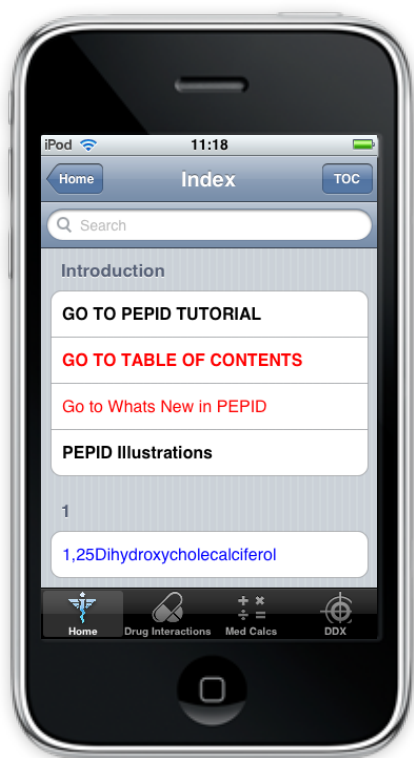 iPod 11:18
Home Index TOC
Search
Introduction
GO TO PEPID TUTORIAL
GO TO TABLE OF CONTENTS
Go to Whats New in PEPID
PEPID Illustrations
1
1,25Dihydroxycholecalciferol
Home Drug Interactions Med Calcs DDX